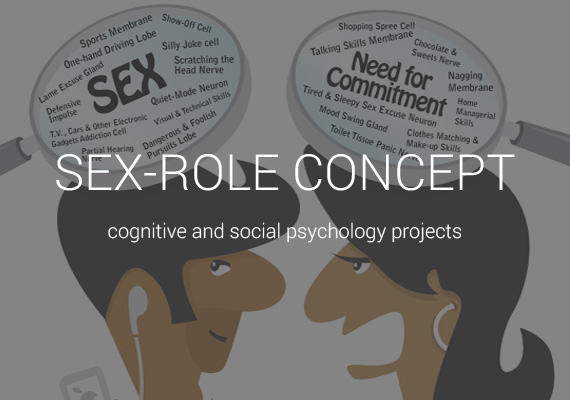 Sports Membrane
Show-Off Cell
One-hand Driving Lobe
Silly Joke cell
Lame Excuse Gland
SEX
Scratching the
Head Nerve
Defensive
Impulse
Quiet-Mode Neuron
T.V., Cars & Other Electronic
Gadgets Addiction Cell
Visual & Technical Skills
Partial Hearing
Dangerous & Foolish
Pursuits Lobe
Shopping Spree Cell
Talking Skills Membrane
Chocolate &
Sweets Nerve
Need for
Commitment
Nagging
Membrane
Tired & Sleepy Sex Excuse Neuron
Home
Managerial
Skills
Mood Swing Gland
Clothes Matching &
Make-up Skills
Toilet Tissue Panic
SEX-ROLE CONCEPT
cognitive and social psychology projects